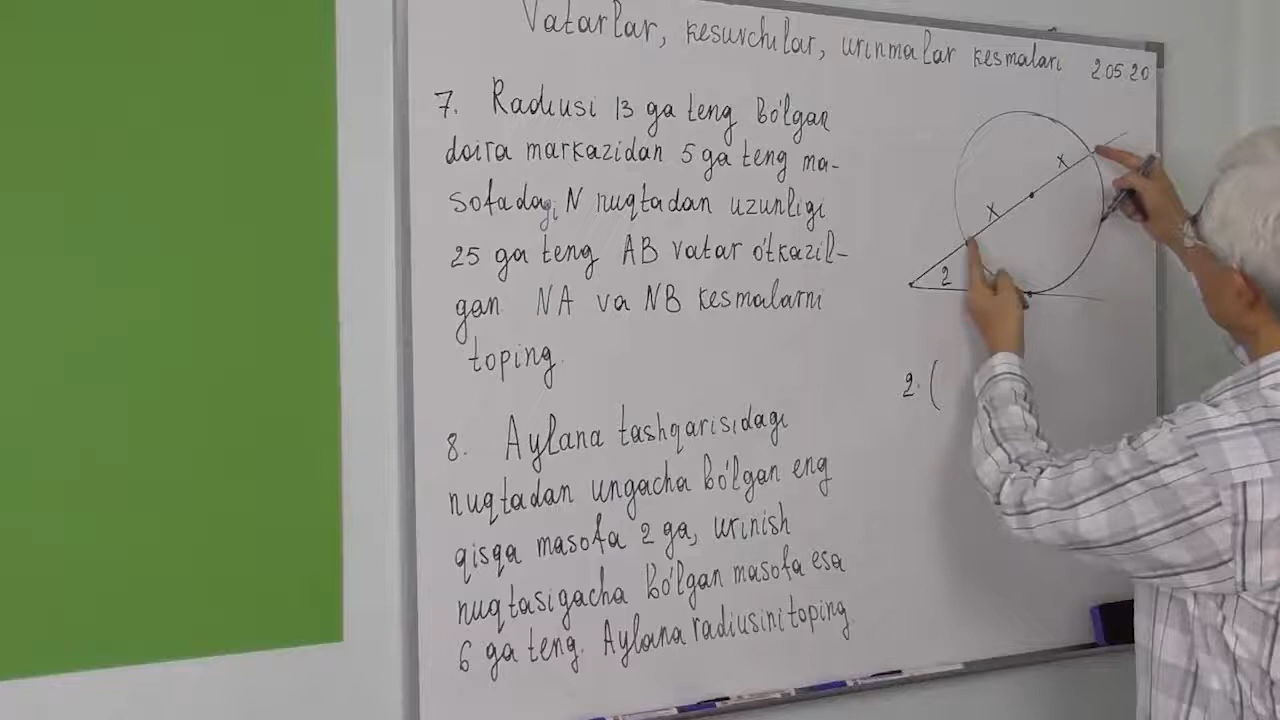 Vatarlar, kesuvchilar, urinmalar kesmalari
2.05 20
7. Radiusi 13 ga teng bo'lgan
doira markazidan 5 ga teng ma-
sofadagi N nuqtadan uzunligi
25 ga teng AB vatar o'tkazil-
gan NA va NB kesmalarni
toping.
8. Aylana tashqarisidagi
nuqtadan ungacha bo'lgan eng
qisqa masofa 2 ga, urinish
nuqtasigacha bo'lgan masofa esa
6 ga teng. Aylana radiusini toping.
x
x
2
2·(